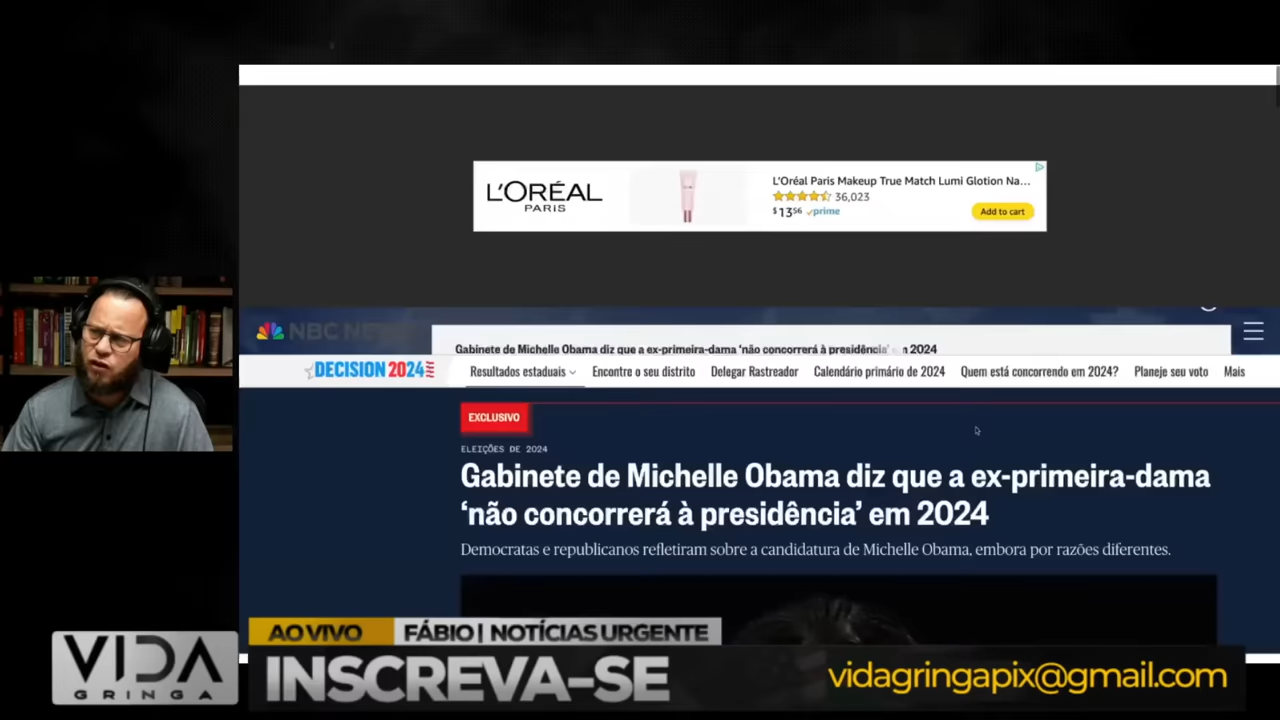 L'ORÉAL
PARIS
L'Oréal Paris Makeup True Match Lumi Glotion Na...
36,023
$1356 prime
Add to cart
NBC NE
Gabinete de Michelle Obama diz que a ex-primeira-dama 'não concorrerá à presidência' em 2024
DECISION 2024
Resultados estaduais Encontre o seu distrito Delegar Rastreador Calendário primário de 2024 Quem está concorrendo em 2024? Planeje seu voto Mais
EXCLUSIVO
ELEIÇÕES DE 2024
Gabinete de Michelle Obama diz que a ex-primeira-dama
‘não concorrerá à presidência’ em 2024
Democratas e republicanos refletiram sobre a candidatura de Michelle Obama, embora por razões diferentes.
AO VIVO FÁBIO | NOTÍCIAS URGENTE
VIDA
GRINGA
INSCREVA-SE
vidagringapix@gmail.com